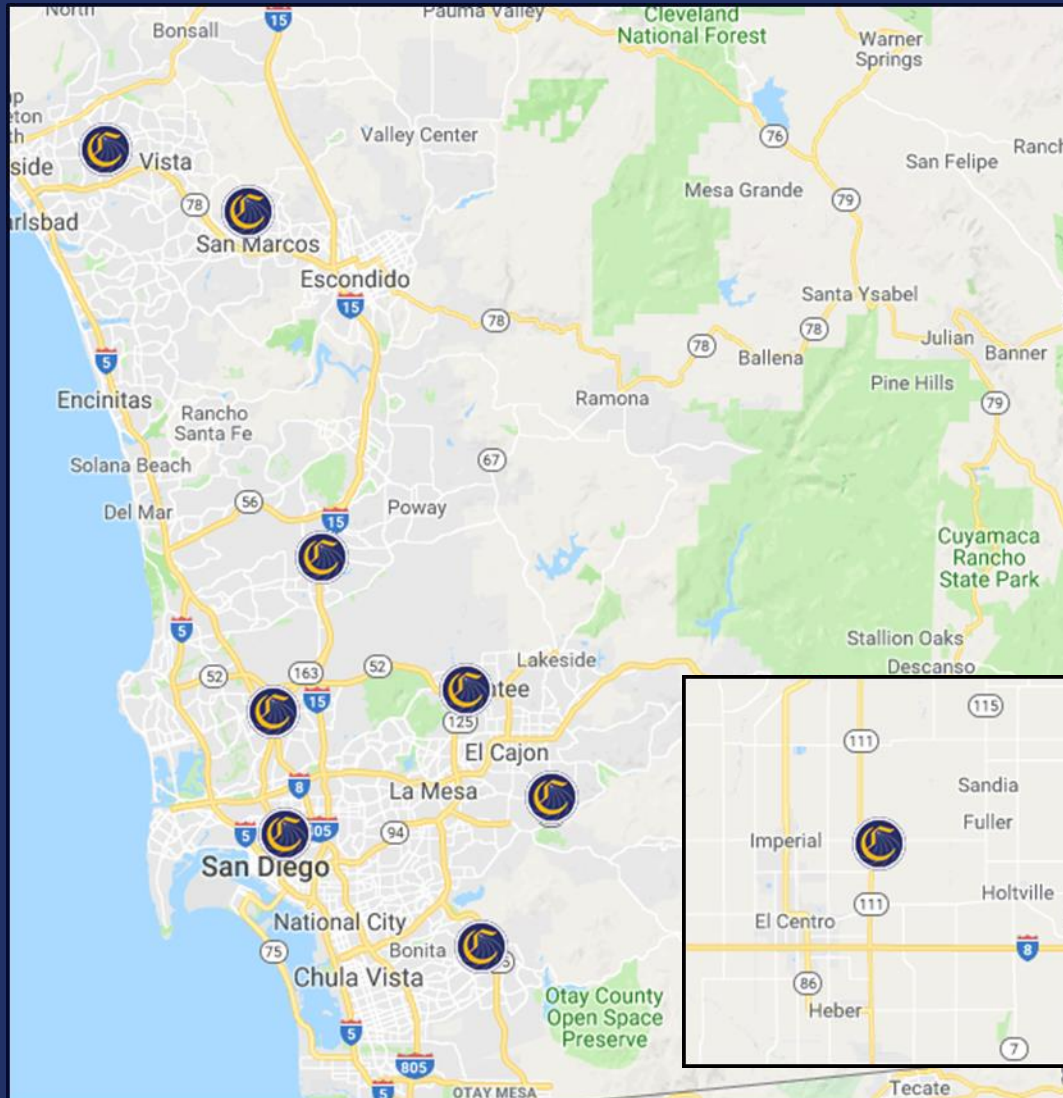 North
Bonsall
15
Pauma Valley
Cleveland
National Forest
Warner
Springs
Valley Center
76
San Felipe
Vista
Mesa Grande
79
78
San Marcos
Escondido
15
Santa Ysabel
78
78
78
Julian
Banner
5
Ballena
Pine Hills
Encinitas
Ramona
79
Rancho
Santa Fe
Solana Beach
67
56
Del Mar
Poway
15
Cuyamaca
Rancho
State Park
5
Stallion Oaks
Lakeside
Descanso
52
163
52
15
125
El Cajon
8
La Mesa
5
94
San Diego
National City
75
Bonita
Chula Vista
Otay County
Open Space
Preserve
5
805
5
OTAY MESA
Tecate
115
111
Sandia
Fuller
Imperial
Holtville
111
El Centro
8
86
Heber
7
C
C
C
C
C
C
C
C
C